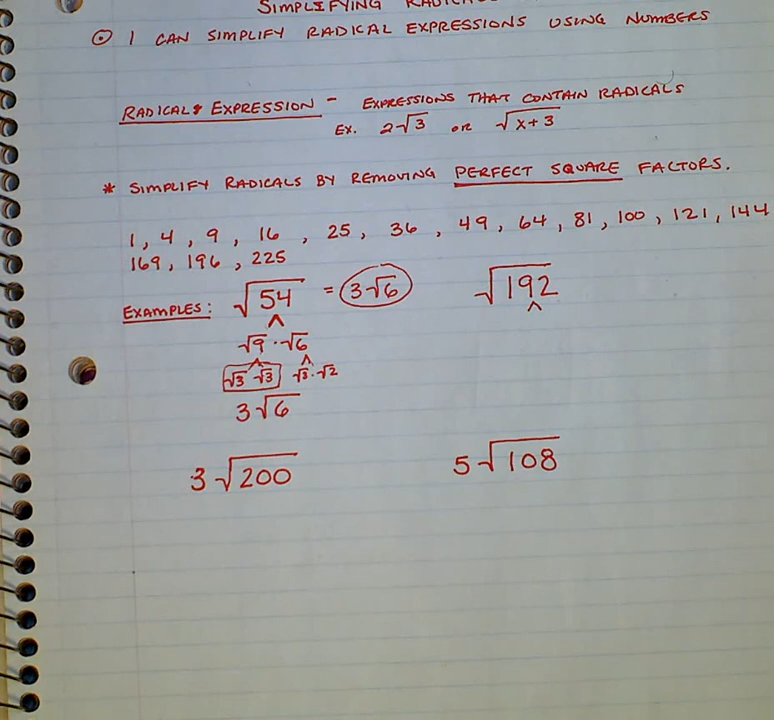 SIMPLIFYING
⊙ I CAN SIMPLIFY RADICAL EXPRESSIONS USING NUMBERS
RADICAL EXPRESSION - EXPRESSIONS THAT CONTAIN RADICALS
EX. 2√3 OR √x+3
* SIMPLIFY RADICALS BY REMOVING PERFECT SQUARE FACTORS.
1, 4, 9, 16, 25, 36, 49, 64, 81, 100, 121, 144
169, 196, 225
EXAMPLES: √54 = 3√6 √192
√9 · √6
√3 √3 √3 · √2
3√6
3√200 5√108